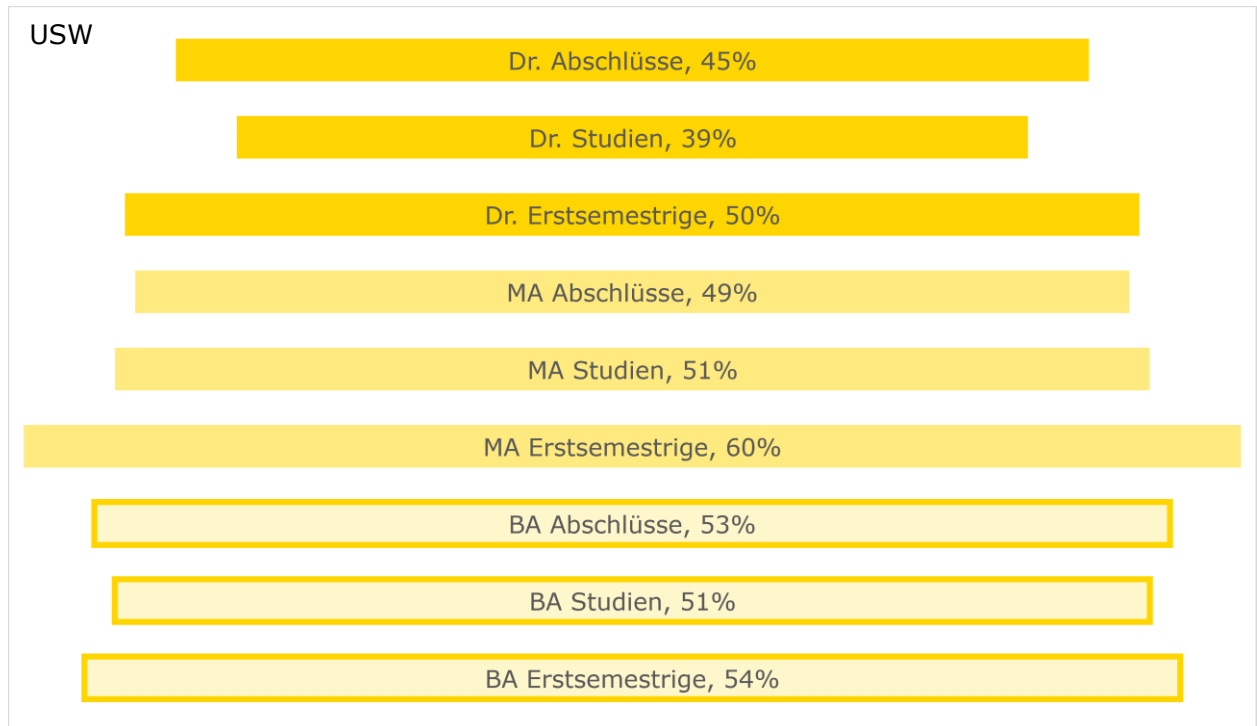 USW
Dr. Abschlüsse, 45%
Dr. Studien, 39%
Dr. Erstsemestrige, 50%
MA Abschlüsse, 49%
MA Studien, 51%
MA Erstsemestrige, 60%
BA Abschlüsse, 53%
BA Studien, 51%
BA Erstsemestrige, 54%